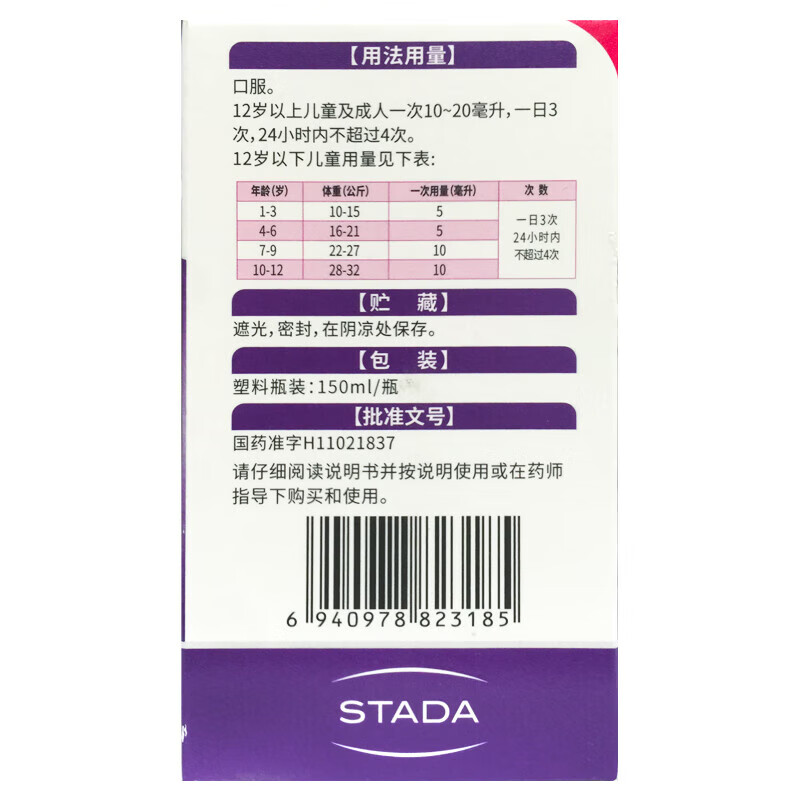 【用法用量】
口服。
12岁以上儿童及成人一次10~20毫升,一日3
次,24小时内不超过4次。
12岁以下儿童用量见下表:
年龄(岁) 体重(公斤) 一次用量(毫升) 次 数
1-3 10-15 5
4-6 16-21 5
7-9 22-27 10
10-12 28-32 10
一日3次
24小时内
不超过4次
【贮 藏】
遮光,密封,在阴凉处保存。
【包 装】
塑料瓶装:150ml/瓶
【批准文号】
国药准字H11021837
请仔细阅读说明书并按说明使用或在药师
指导下购买和使用。
6 940978 823185
STADA